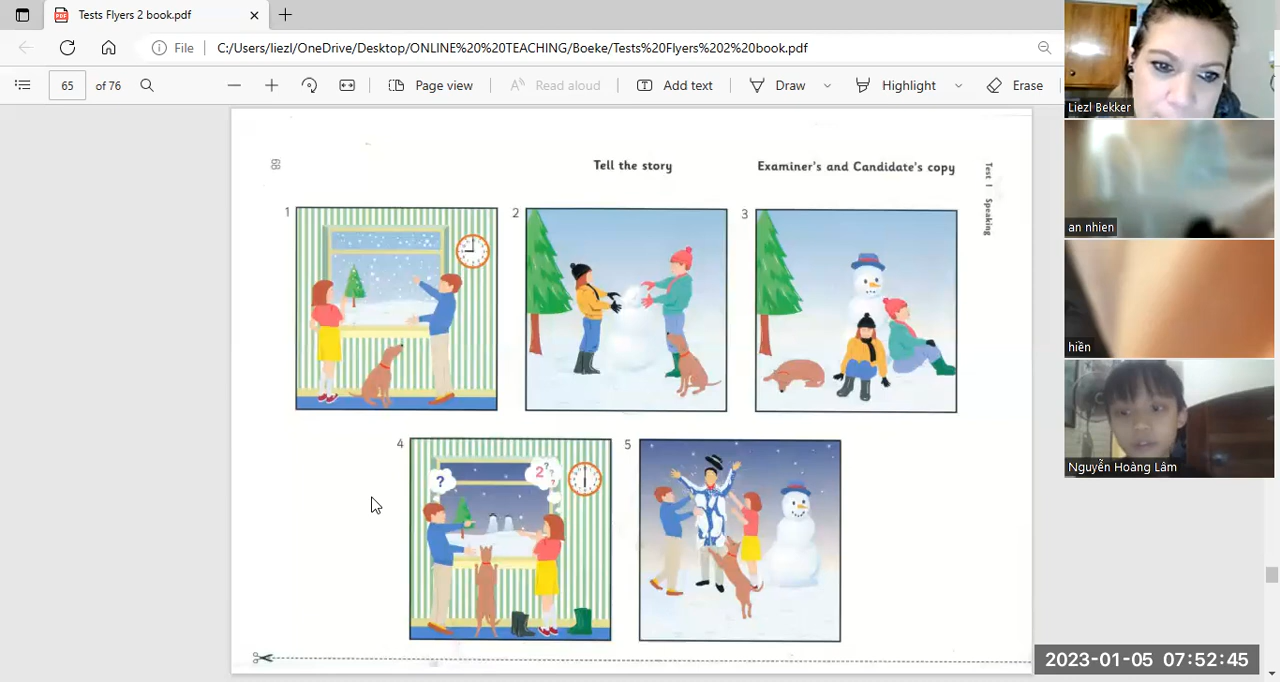 Tests Flyers 2 book.pdf
File C:/Users/liezl/OneDrive/Desktop/ONLINE%20%20TEACHING/Boeke/Tests%20Flyers%202%20book.pdf
65 of 76 Page view Read aloud Add text Draw Highlight Erase
68
Tell the story
Examiner's and Candidate's copy
Test 1 Speaking
1
2
3
4
?
2???
5
Liezl Bekker
an nhien
hiền
Nguyễn Hoàng Lâm
2023-01-05 07:52:45